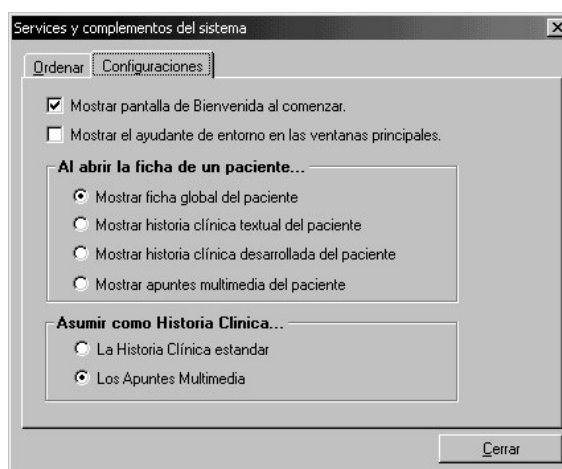 Services y complementos del sistema
Ordenar
Configuraciones
Mostrar pantalla de Bienvenida al comenzar.
Mostrar el ayudante de entorno en las ventanas principales.
Al abrir la ficha de un paciente...
Mostrar ficha global del paciente
Mostrar historia clínica textual del paciente
Mostrar historia clínica desarrollada del paciente
Mostrar apuntes multimedia del paciente
Asumir como Historia Clinica...
La Historia Clínica estandar
Los Apuntes Multimedia
Cerrar